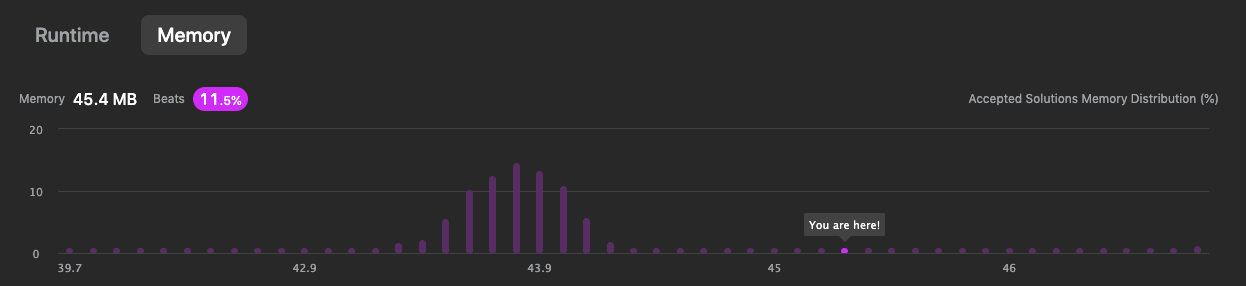 Runtime Memory
Memory 45.4 MB Beats 11.5% Accepted Solutions Memory Distribution (%)
20
10
You are here!
0
39.7 42.9 43.9 45 46